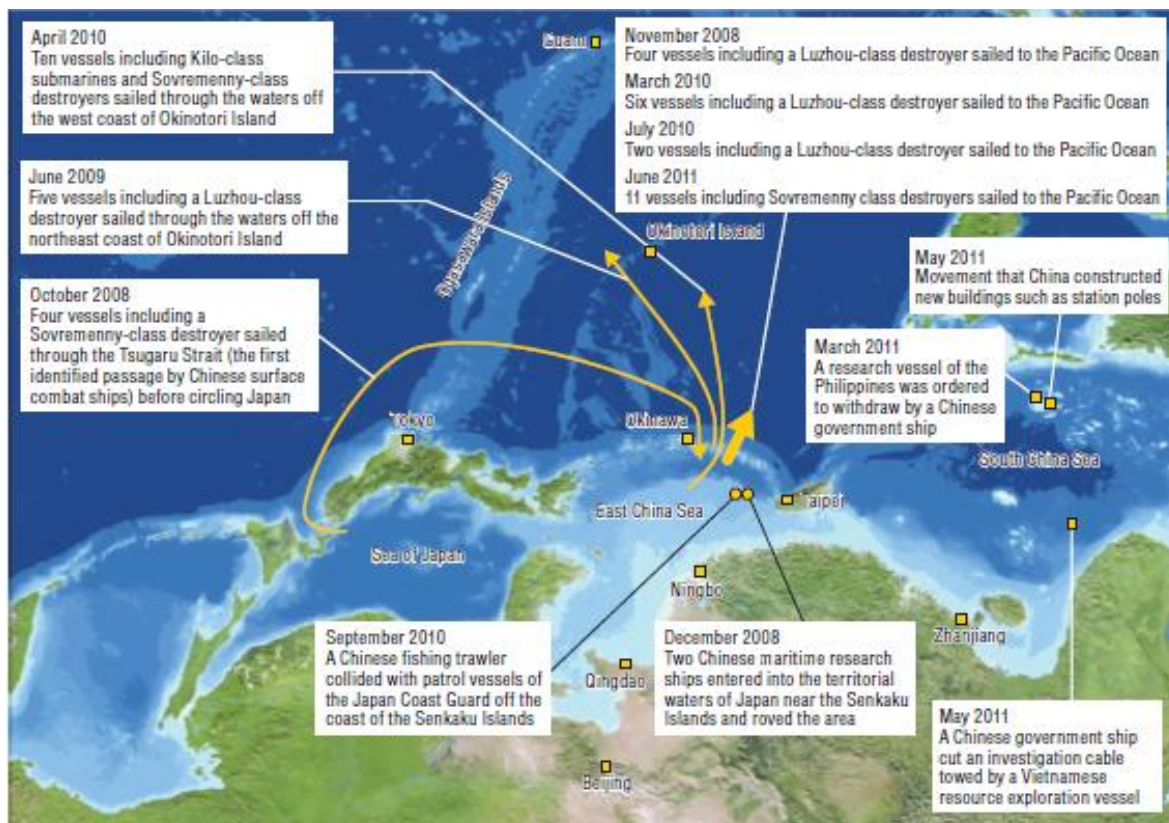 April 2010
Ten vessels including Kilo-class
submarines and Sovremenny-class
destroyers sailed through the waters off
the west coast of Okinotori Island
June 2009
Five vessels including a Luzhou-class
destroyer sailed through the waters off the
northeast coast of Okinotori Island
October 2008
Four vessels including a
Sovremenny-class destroyer sailed
through the Tsugaru Strait (the first
identified passage by Chinese surface
combat ships) before circling Japan
Guam
November 2008
Four vessels including a Luzhou-class destroyer sailed to the Pacific Ocean
March 2010
Six vessels including a Luzhou-class destroyer sailed to the Pacific Ocean
July 2010
Two vessels including a Luzhou-class destroyer sailed to the Pacific Ocean
June 2011
11 vessels including Sovremenny class destroyers sailed to the Pacific Ocean
Islands
Okinotori Island
May 2011
Movement that China constructed
new buildings such as station poles
March 2011
A research vessel of the
Philippines was ordered
to withdraw by a Chinese
government ship
Tokyo
Okinawa
South China Sea
East China Sea
Taipei
Sea of Japan
Ningbo
Zhanjiang
September 2010
A Chinese fishing trawler
collided with patrol vessels of
the Japan Coast Guard off the
coast of the Senkaku Islands
Qingdao
December 2008
Two Chinese maritime research
ships entered into the territorial
waters of Japan near the Senkaku
Islands and roved the area
Beijing
May 2011
A Chinese government ship
cut an investigation cable
towed by a Vietnamese
resource exploration vessel